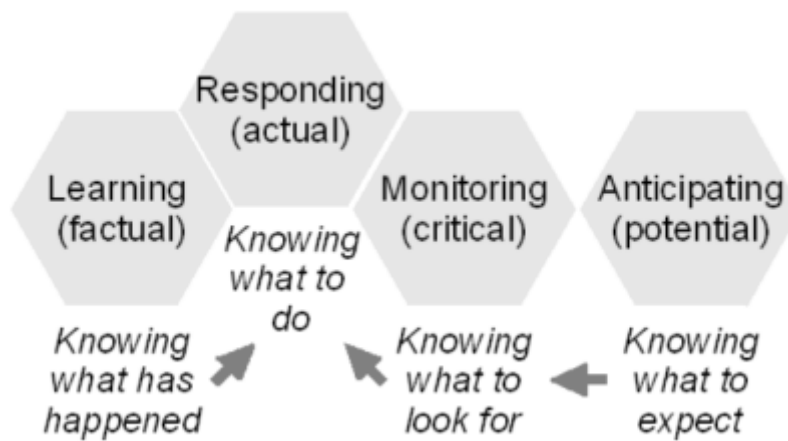 Responding
(actual)
Learning
(factual)
Monitoring
(critical)
Anticipating
(potential)
Knowing
what to
do
Knowing
what has
happened
Knowing
what to
look for
Knowing
what to
expect